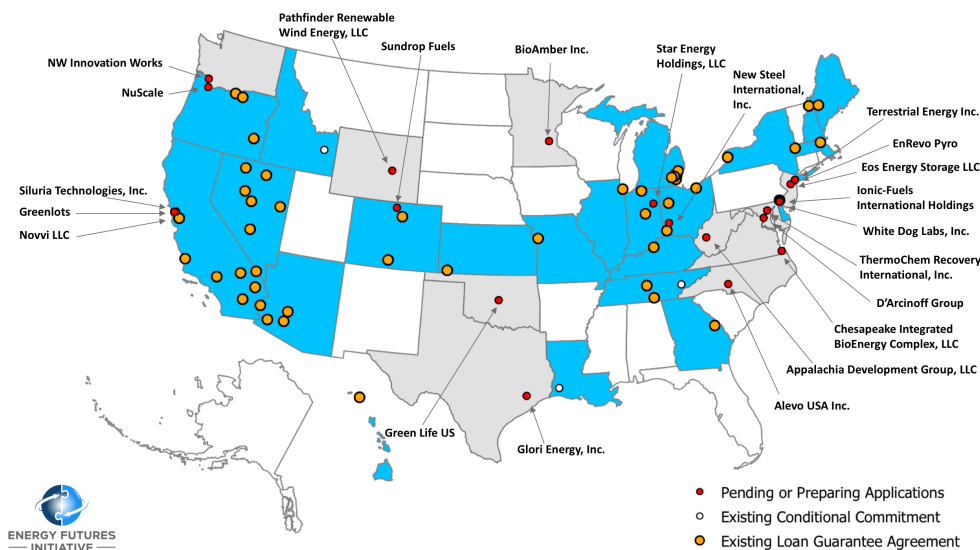 Pathfinder Renewable
Wind Energy, LLC
Sundrop Fuels
BioAmber Inc.
Star Energy
Holdings, LLC
New Steel
International,
Inc.
NW Innovation Works
NuScale
Terrestrial Energy Inc.
EnRevo Pyro
Eos Energy Storage LLC
Siluria Technologies, Inc.
Greenlots
Novvi LLC
Ionic-Fuels
International Holdings
White Dog Labs, Inc.
ThermoChem Recovery
International, Inc.
D'Arcinoff Group
Chesapeake Integrated
BioEnergy Complex, LLC
Appalachia Development Group, LLC
Alevo USA Inc.
Green Life US
Glori Energy, Inc.
Pending or Preparing Applications
Existing Conditional Commitment
Existing Loan Guarantee Agreement
ENERGY FUTURES
INITIATIVE